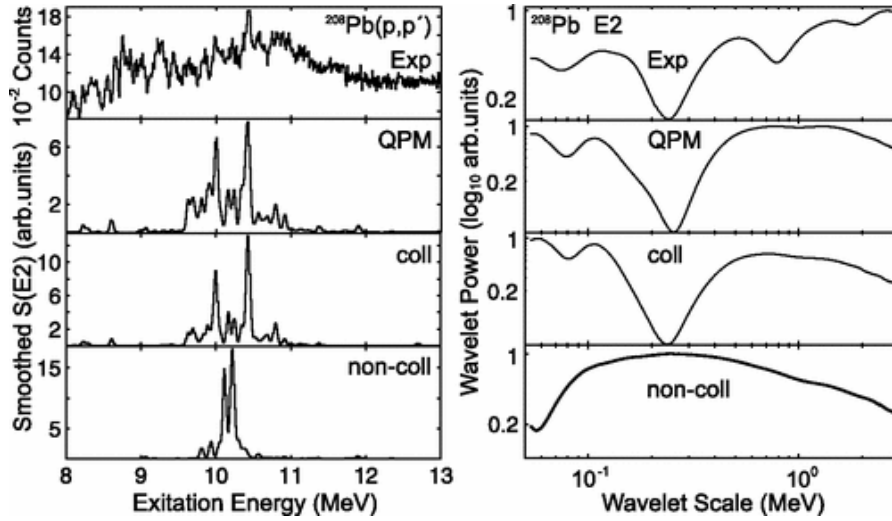 ²⁰⁸Pb(p,p´)
Exp
18
14
10
10⁻² Counts
QPM
6
2
coll
10
6
2
non-coll
15
5
Smoothed S(E2) (arb.units)
8 9 10 11 12 13
Exitation Energy (MeV)
²⁰⁸Pb E2
Exp
1
0.2
QPM
1
0.2
coll
1
0.2
non-coll
1
0.2
Wavelet Power (log₁₀ arb.units)
10⁻¹ 10⁰
Wavelet Scale (MeV)